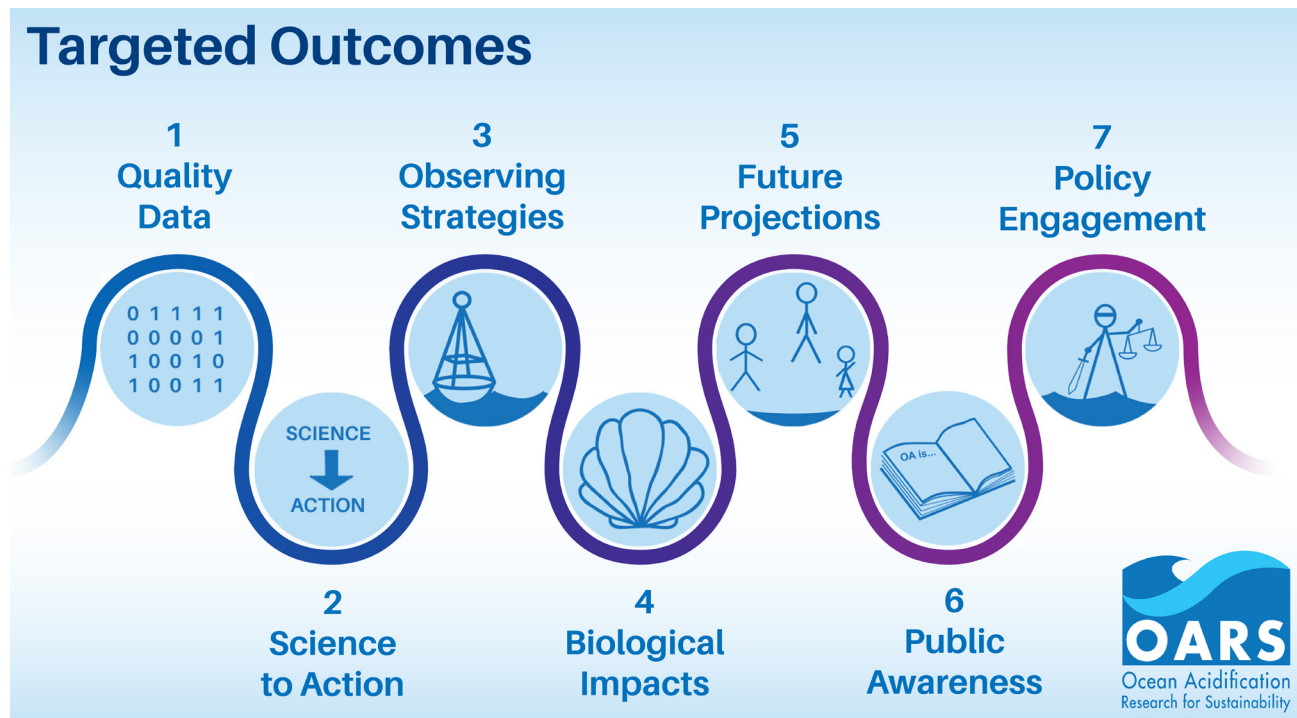 Targeted Outcomes
1
Quality
Data
0 1 1 1 1
0 0 0 0 1
1 0 0 1 0
1 0 0 1 1
2
Science
to Action
SCIENCE
ACTION
3
Observing
Strategies
4
Biological
Impacts
5
Future
Projections
6
Public
Awareness
OA is...
7
Policy
Engagement
OARS
Ocean Acidification
Research for Sustainability